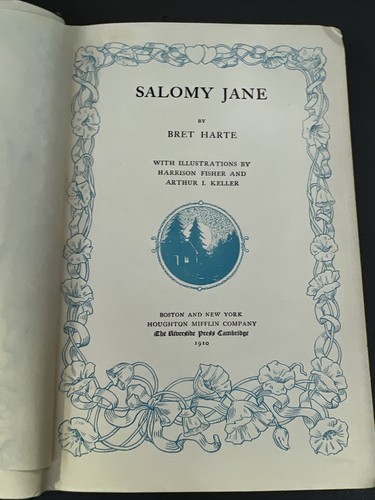 SALOMY JANE
BY
BRET HARTE
WITH ILLUSTRATIONS BY
HARRISON FISHER AND
ARTHUR I. KELLER
BOSTON AND NEW YORK
HOUGHTON MIFFLIN COMPANY
The Riverside Press Cambridge
1910